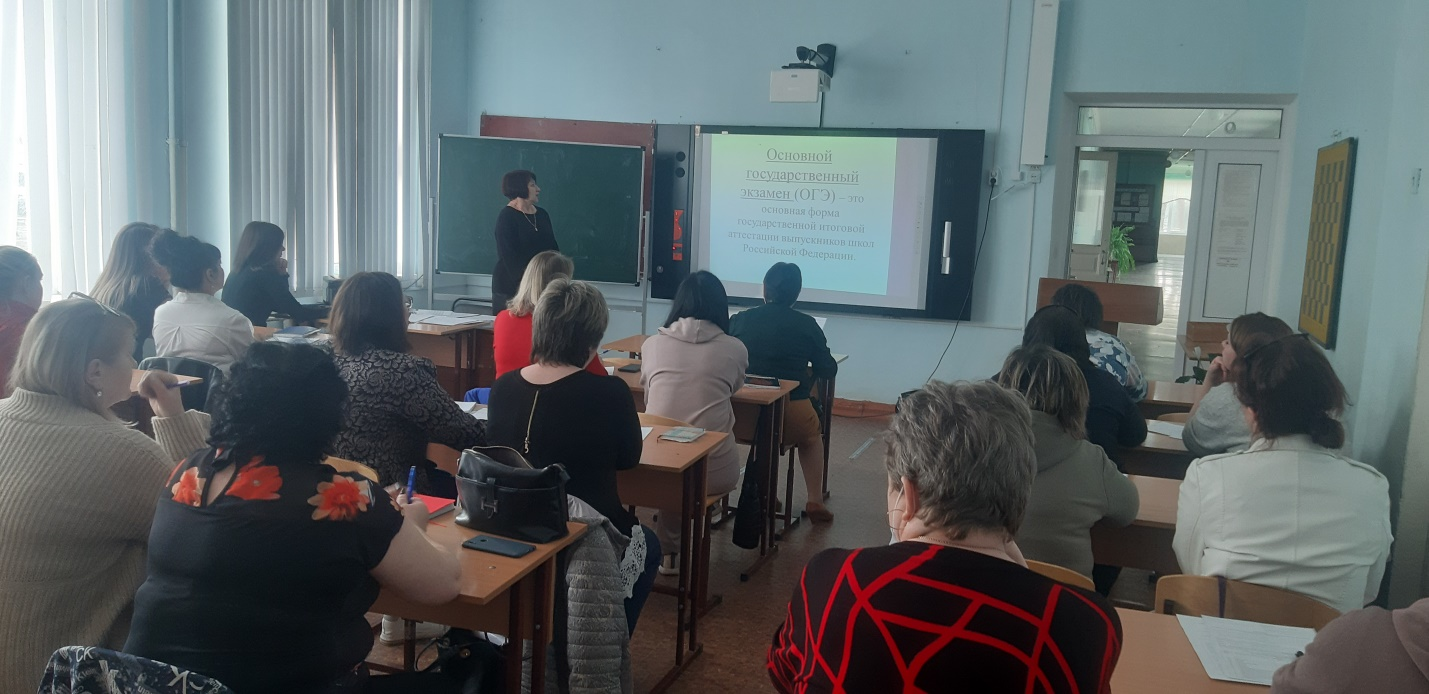 Основной
государственный
экзамен (ОГЭ) – это
основная форма
государственной итоговой
аттестации выпускников школ
Российской Федерации.